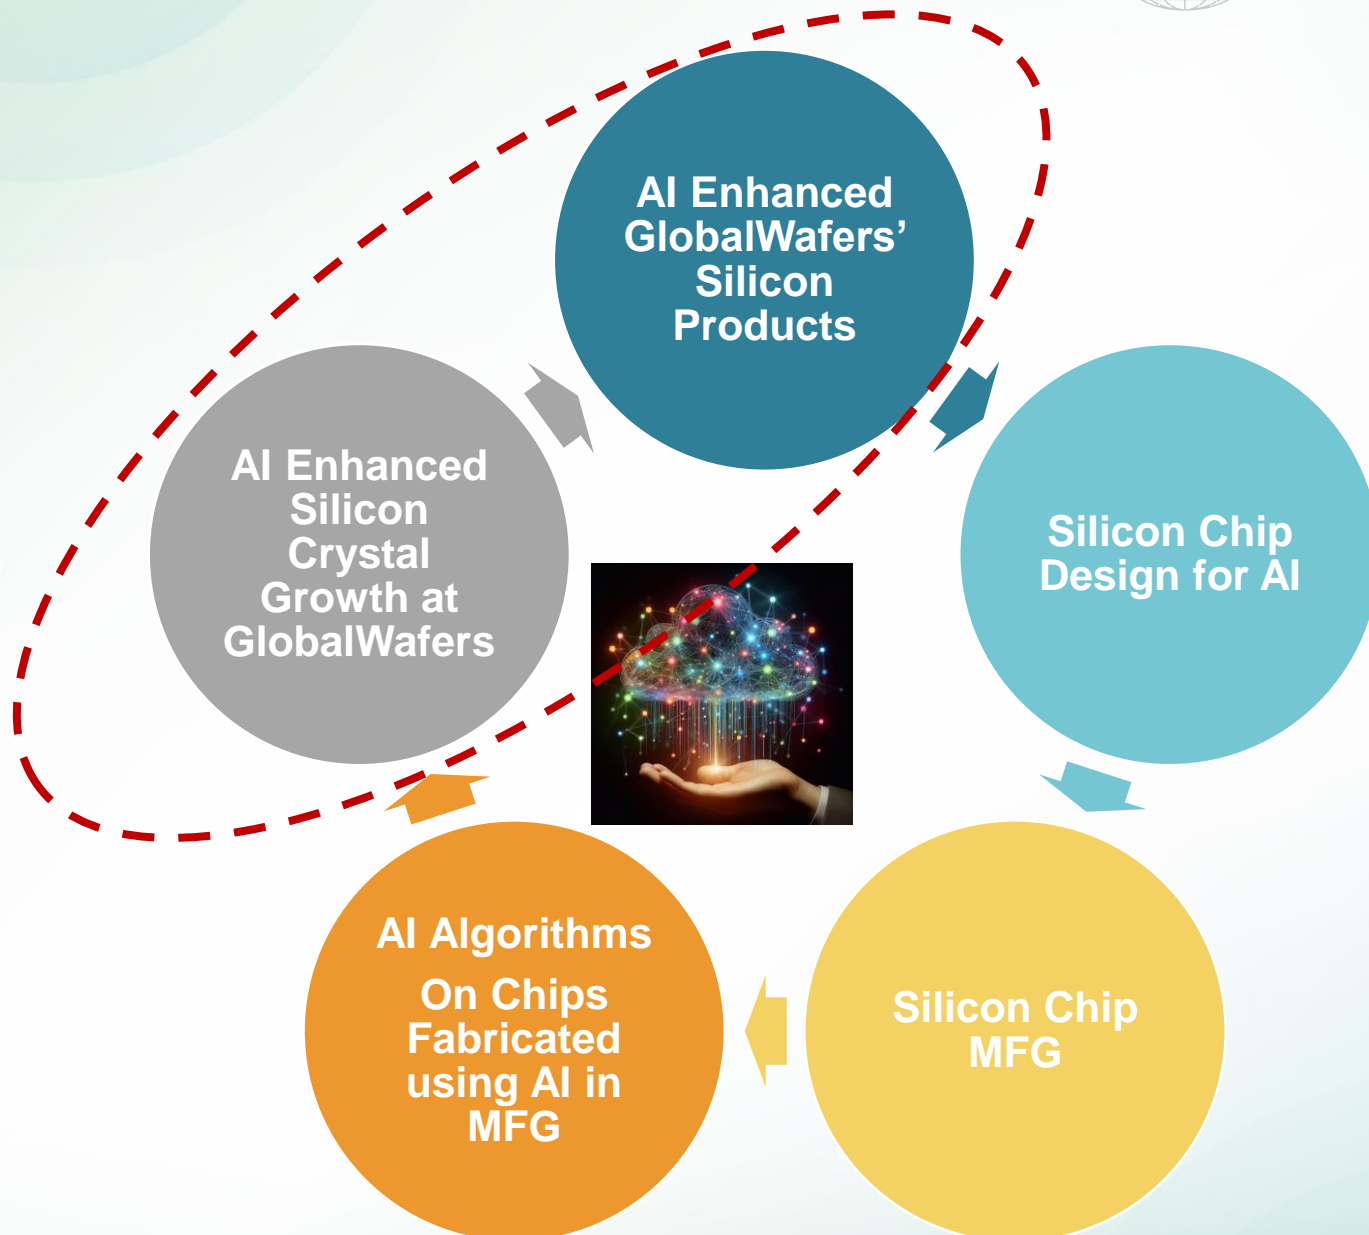 AI Enhanced
GlobalWafers’
Silicon
Products
AI Enhanced
Silicon
Crystal
Growth at
GlobalWafers
Silicon Chip
Design for AI
AI Algorithms
On Chips
Fabricated
using AI in
MFG
Silicon Chip
MFG